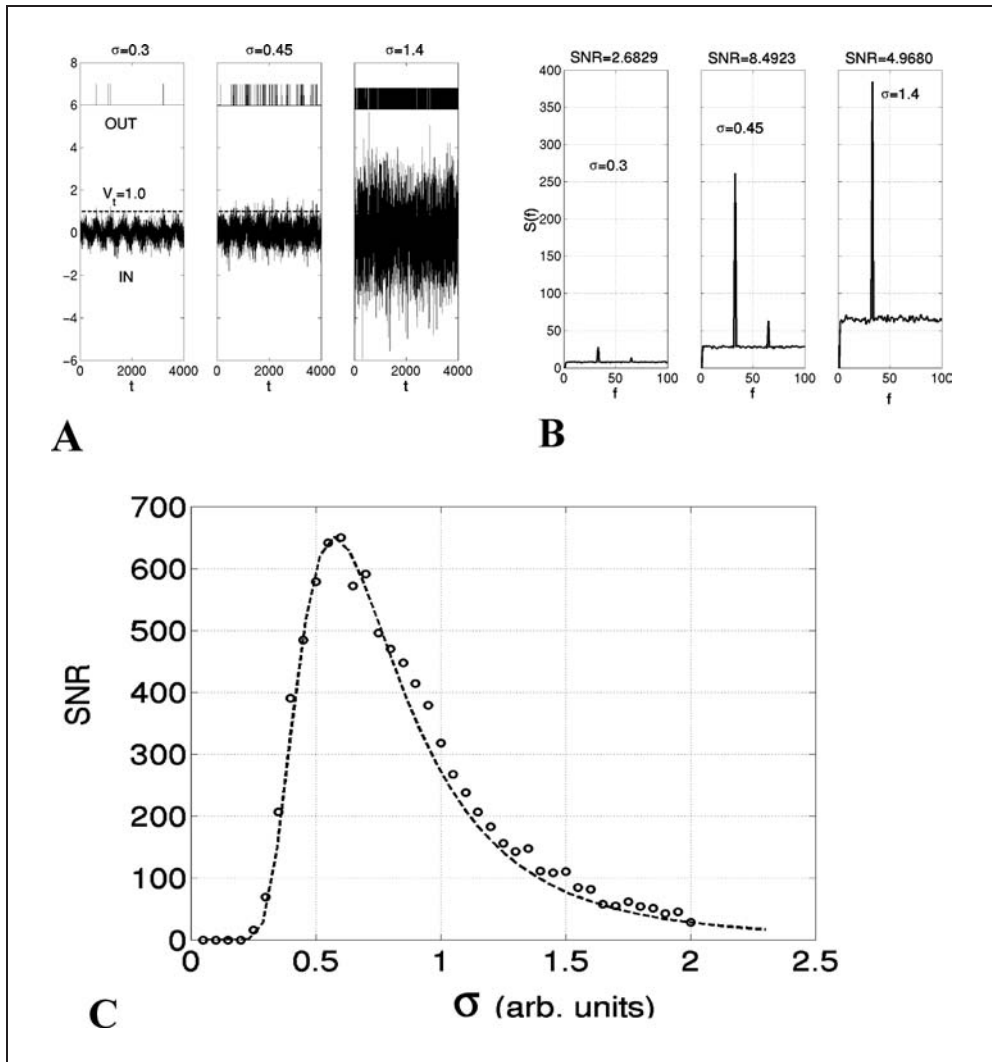 σ=0.3 σ=0.45 σ=1.4
8
6
4
2
0
−2
−4
−6
OUT
V_t=1.0
IN
0 2000 4000 0 2000 4000 0 2000 4000
t t t
A
SNR=2.6829 SNR=8.4923 SNR=4.9680
400
350
300
250
200
150
100
50
0
S(f)
σ=0.3
σ=0.45
σ=1.4
0 50 100 0 50 100 0 50 100
f f f
B
700
600
500
400
300
200
100
0
SNR
0 0.5 1 1.5 2 2.5
σ (arb. units)
C